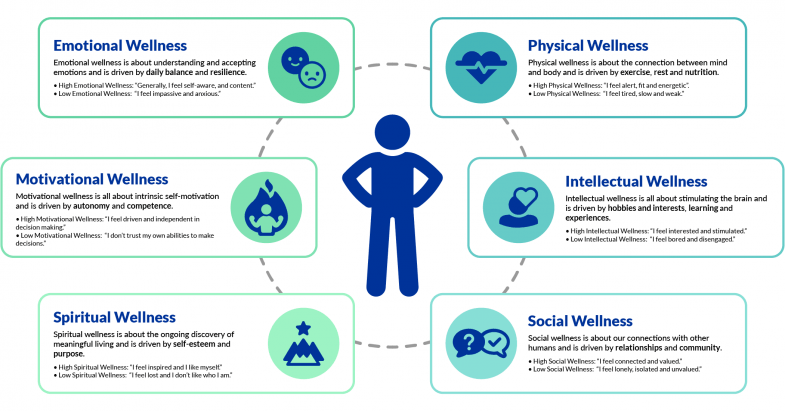 Emotional Wellness
Emotional wellness is about understanding and accepting
emotions and is driven by daily balance and resilience.
• High Emotional Wellness: "Generally, I feel self-aware, and content."
• Low Emotional Wellness: "I feel impassive and anxious."
Physical Wellness
Physical wellness is about the connection between mind
and body and is driven by exercise, rest and nutrition.
• High Physical Wellness: "I feel alert, fit and energetic".
• Low Physical Wellness: "I feel tired, slow and weak."
Motivational Wellness
Motivational wellness is all about intrinsic self-motivation
and is driven by autonomy and competence.
• High Motivational Wellness: "I feel driven and independent in
decision making."
• Low Motivational Wellness: "I don't trust my own abilities to make
decisions."
Intellectual Wellness
Intellectual wellness is all about stimulating the brain and
is driven by hobbies and interests, learning and
experiences.
• High Intellectual Wellness: "I feel interested and stimulated."
• Low Intellectual Wellness: "I feel bored and disengaged."
Spiritual Wellness
Spiritual wellness is about the ongoing discovery of
meaningful living and is driven by self-esteem and
purpose.
• High Spiritual Wellness: "I feel inspired and I like myself"
• Low Spiritual Wellness: "I feel lost and I don't like who I am."
Social Wellness
Social wellness is about our connections with other
humans and is driven by relationships and community.
• High Social Wellness: "I feel connected and valued."
• Low Social Wellness: "I feel lonely, isolated and unvalued."
?